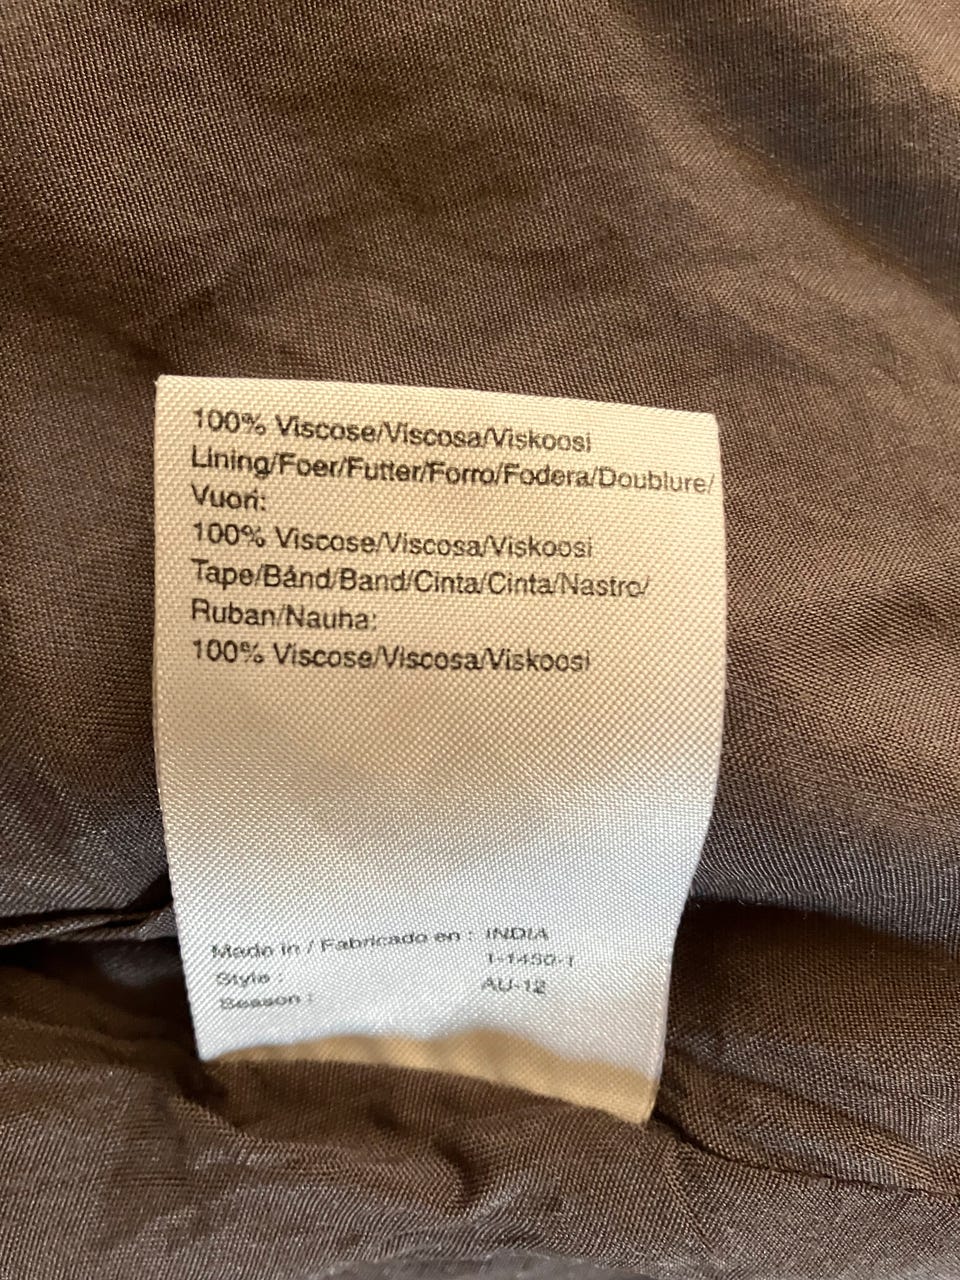 100% Viscose/Viscosa/Viskoosi
Lining/Foer/Futter/Forro/Fodera/Doublure/
Vuori:
100% Viscose/Viscosa/Viskoosi
Tape/Bånd/Band/Cinta/Cinta/Nastro/
Ruban/Nauha:
100% Viscose/Viscosa/Viskoosi
Made in / Fabricado en : INDIA
Style : 1-1450-1
Season : AU-12